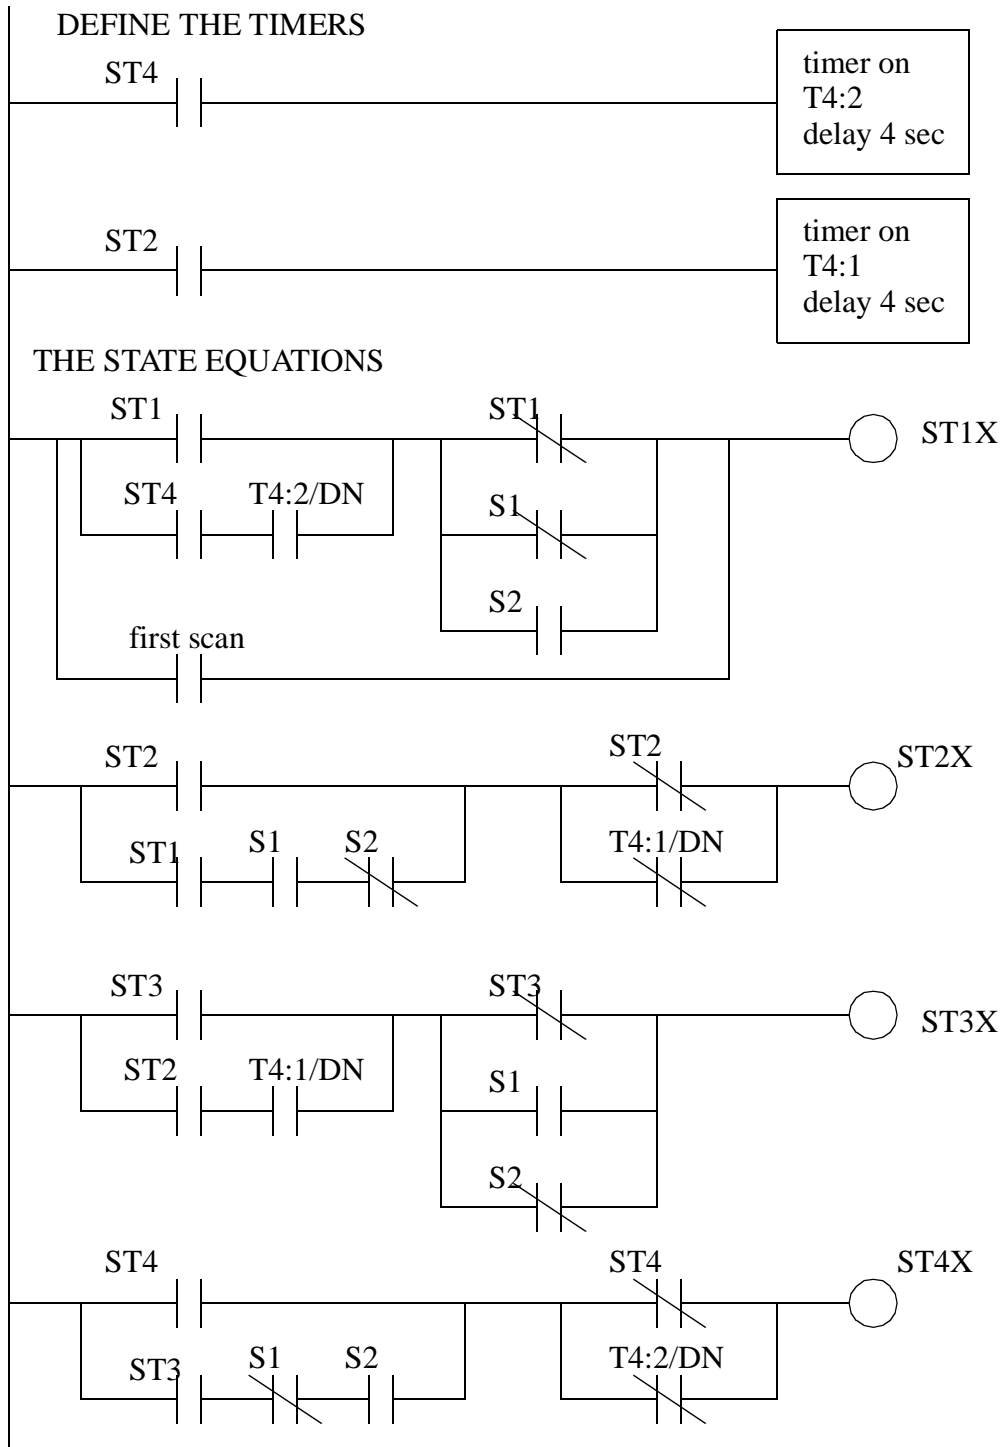 DEFINE THE TIMERS
ST4
timer on
T4:2
delay 4 sec
ST2
timer on
T4:1
delay 4 sec
THE STATE EQUATIONS
ST1
ST1
ST1X
ST4
T4:2/DN
S1
S2
first scan
ST2
ST2
ST2X
ST1
S1
S2
T4:1/DN
ST3
ST3
ST3X
ST2
T4:1/DN
S1
S2
ST4
ST4
ST4X
ST3
S1
S2
T4:2/DN